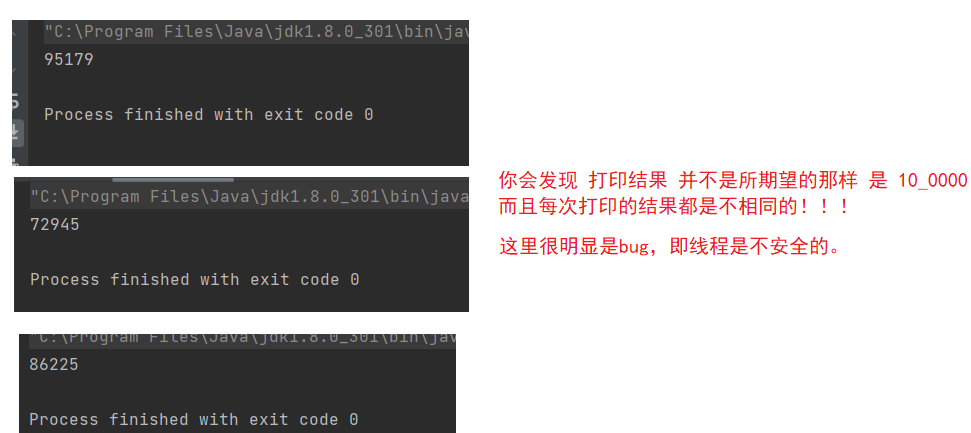 "C:\Program Files\Java\jdk1.8.0_301\bin\jav
95179
Process finished with exit code 0
"C:\Program Files\Java\jdk1.8.0_301\bin\java
72945
Process finished with exit code 0
"C:\Program Files\Java\jdk1.8.0_301\bin\jav
86225
Process finished with exit code 0
你会发现 打印结果 并不是所期望的那样 是 10_0000
而且每次打印的结果都是不相同的！！！
这里很明显是bug，即线程是不安全的。